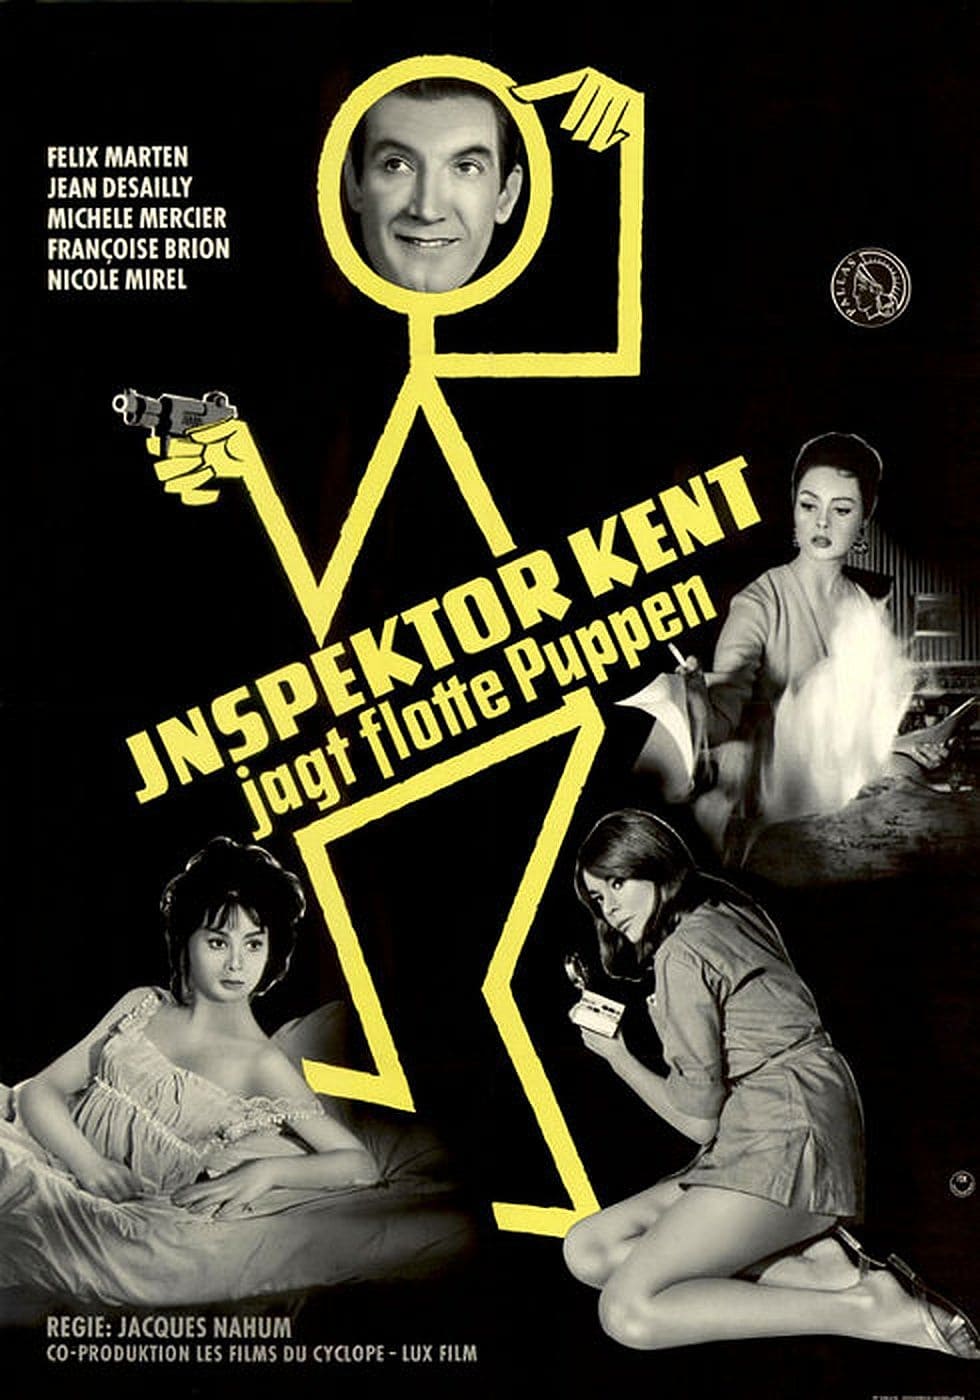 FELIX MARTEN
JEAN DESAILLY
MICHELE MERCIER
FRANÇOISE BRION
NICOLE MIREL
PALLAS
JNSPEKTOR KENT
jagt flotte Puppen
REGIE: JACQUES NAHUM
CO-PRODUKTION LES FILMS DU CYCLOPE - LUX FILM